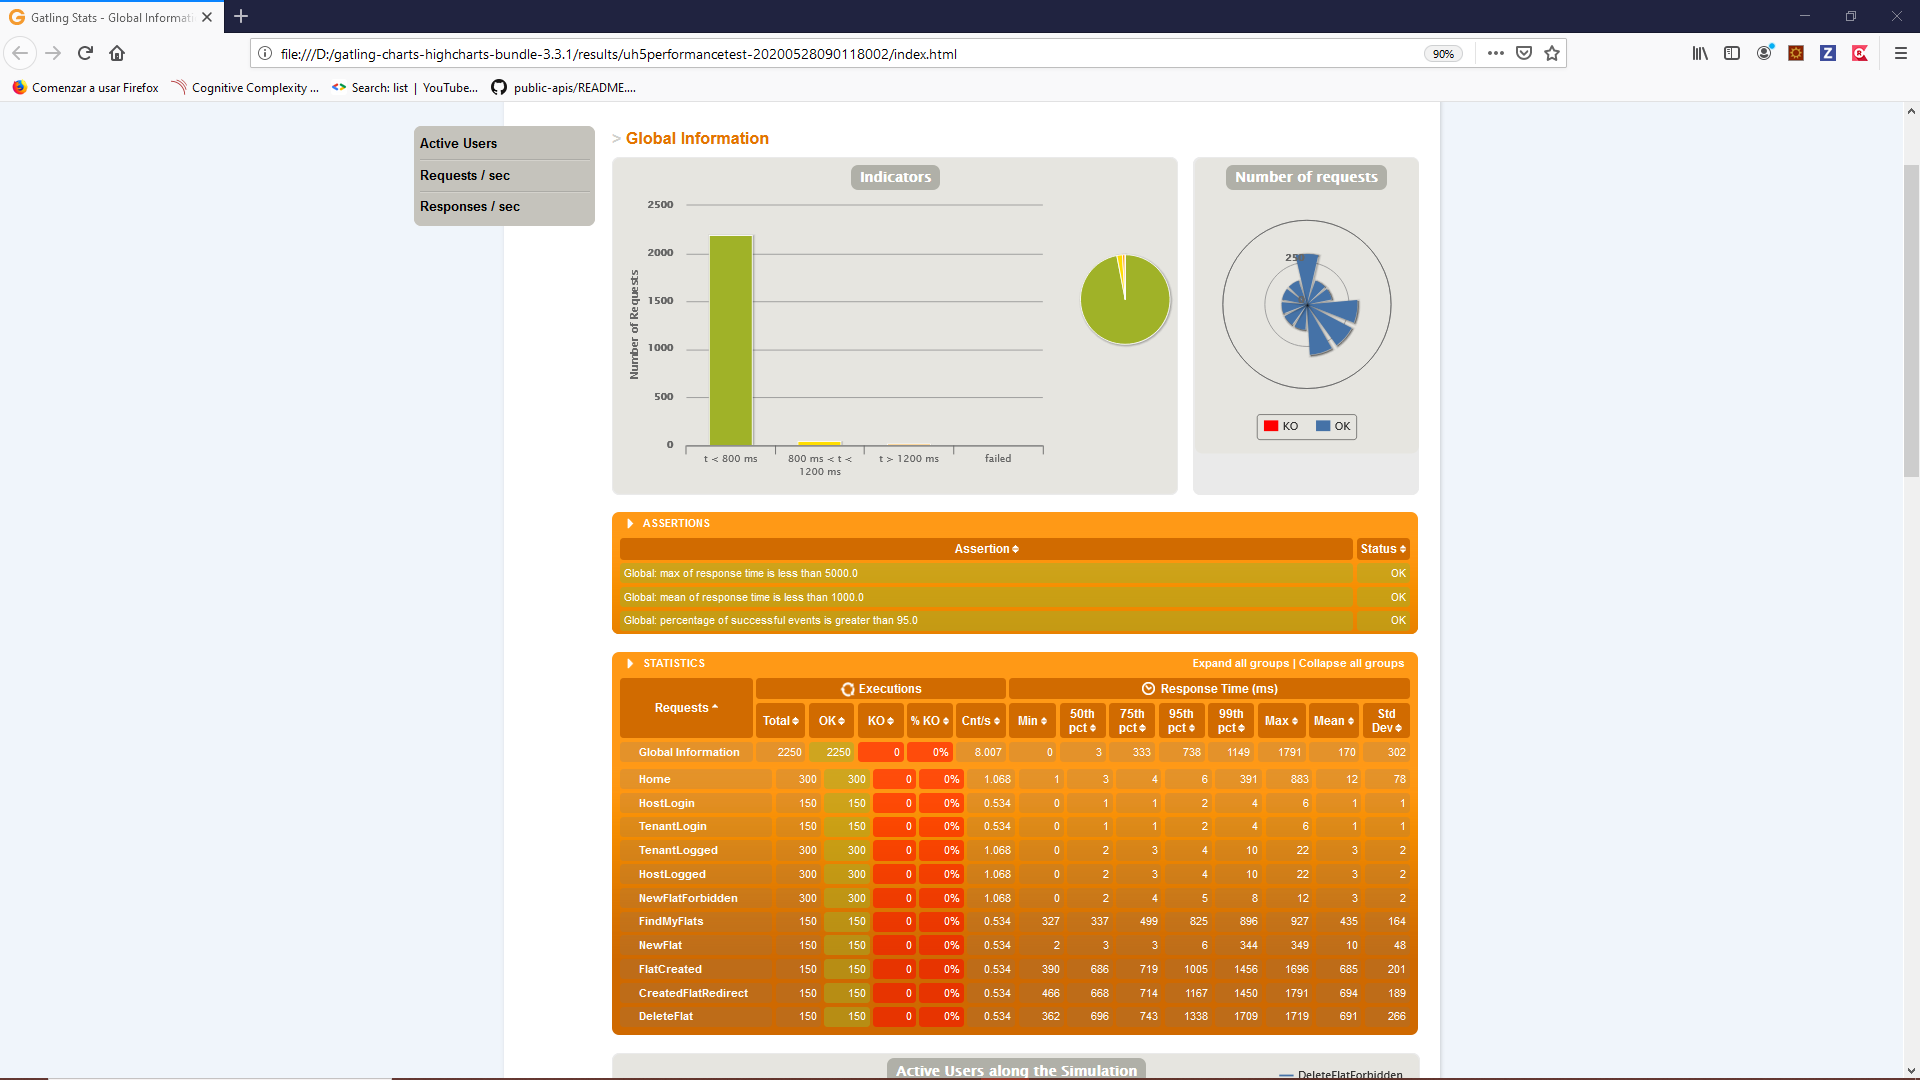 Gatling Stats - Global Informati
file:///D:/gatling-charts-highcharts-bundle-3.3.1/results/uh5performancetest-20200528090118002/index.html
90%
Comenzar a usar Firefox
Cognitive Complexity ...
Search: list | YouTube...
public-apis/README....
Active Users
Requests / sec
Responses / sec
> Global Information
Indicators
Number of Requests
2500
2000
1500
1000
500
0
t < 800 ms
800 ms < t < 1200 ms
t > 1200 ms
failed
Number of requests
KO OK
ASSERTIONS
Assertion Status
Global: max of response time is less than 5000.0 OK
Global: mean of response time is less than 1000.0 OK
Global: percentage of successful events is greater than 95.0 OK
STATISTICS Expand all groups | Collapse all groups
Requests Executions Response Time (ms)
Total OK KO % KO Cnt/s Min 50th pct 75th pct 95th pct 99th pct Max Mean Std Dev
Global Information 2250 2250 0 0% 8.007 0 3 333 738 1149 1791 170 302
Home 300 300 0 0% 1.068 1 3 4 6 391 883 12 78
HostLogin 150 150 0 0% 0.534 0 1 1 2 4 6 1 1
TenantLogin 150 150 0 0% 0.534 0 1 1 2 4 6 1 1
TenantLogged 300 300 0 0% 1.068 0 2 3 4 10 22 3 2
HostLogged 300 300 0 0% 1.068 0 2 3 4 10 22 3 2
NewFlatForbidden 300 300 0 0% 1.068 0 2 4 5 8 12 3 2
FindMyFlats 150 150 0 0% 0.534 327 337 499 825 896 927 435 164
NewFlat 150 150 0 0% 0.534 2 3 3 6 344 349 10 48
FlatCreated 150 150 0 0% 0.534 390 686 719 1005 1456 1696 685 201
CreatedFlatRedirect 150 150 0 0% 0.534 466 668 714 1167 1450 1791 694 189
DeleteFlat 150 150 0 0% 0.534 362 696 743 1338 1709 1719 691 266
Active Users along the Simulation
DeleteFlatForbidden